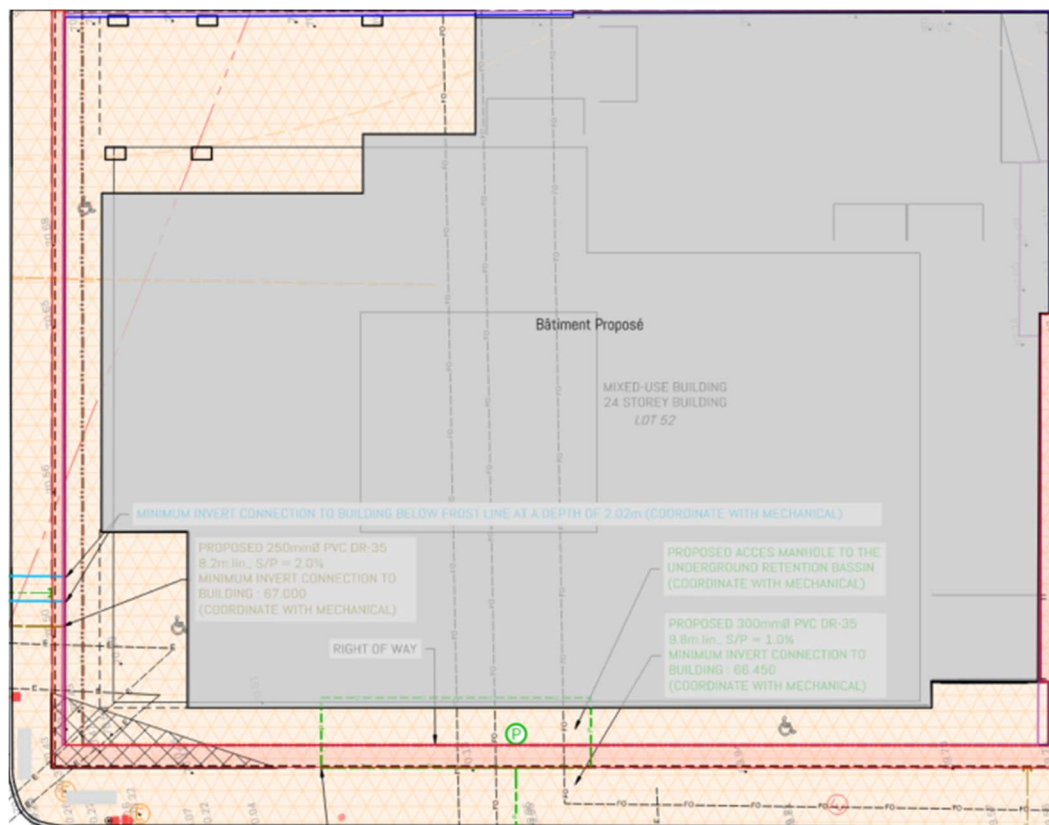 Bâtiment Proposé
MIXED-USE BUILDING
24 STOREY BUILDING
LOT 52
MINIMUM INVERT CONNECTION TO BUILDING BELOW FROST LINE AT A DEPTH OF 2.02m (COORDINATE WITH MECHANICAL)
PROPOSED 250mmØ PVC DR-35
8.2m.lin., S/P = 2.0%
MINIMUM INVERT CONNECTION TO
BUILDING : 67.000
(COORDINATE WITH MECHANICAL)
PROPOSED ACCES MANHOLE TO THE
UNDERGROUND RETENTION BASSIN
(COORDINATE WITH MECHANICAL)
PROPOSED 300mmØ PVC DR-35
9.8m.lin., S/P = 1.0%
MINIMUM INVERT CONNECTION TO
BUILDING : 66.450
(COORDINATE WITH MECHANICAL)
RIGHT OF WAY
P